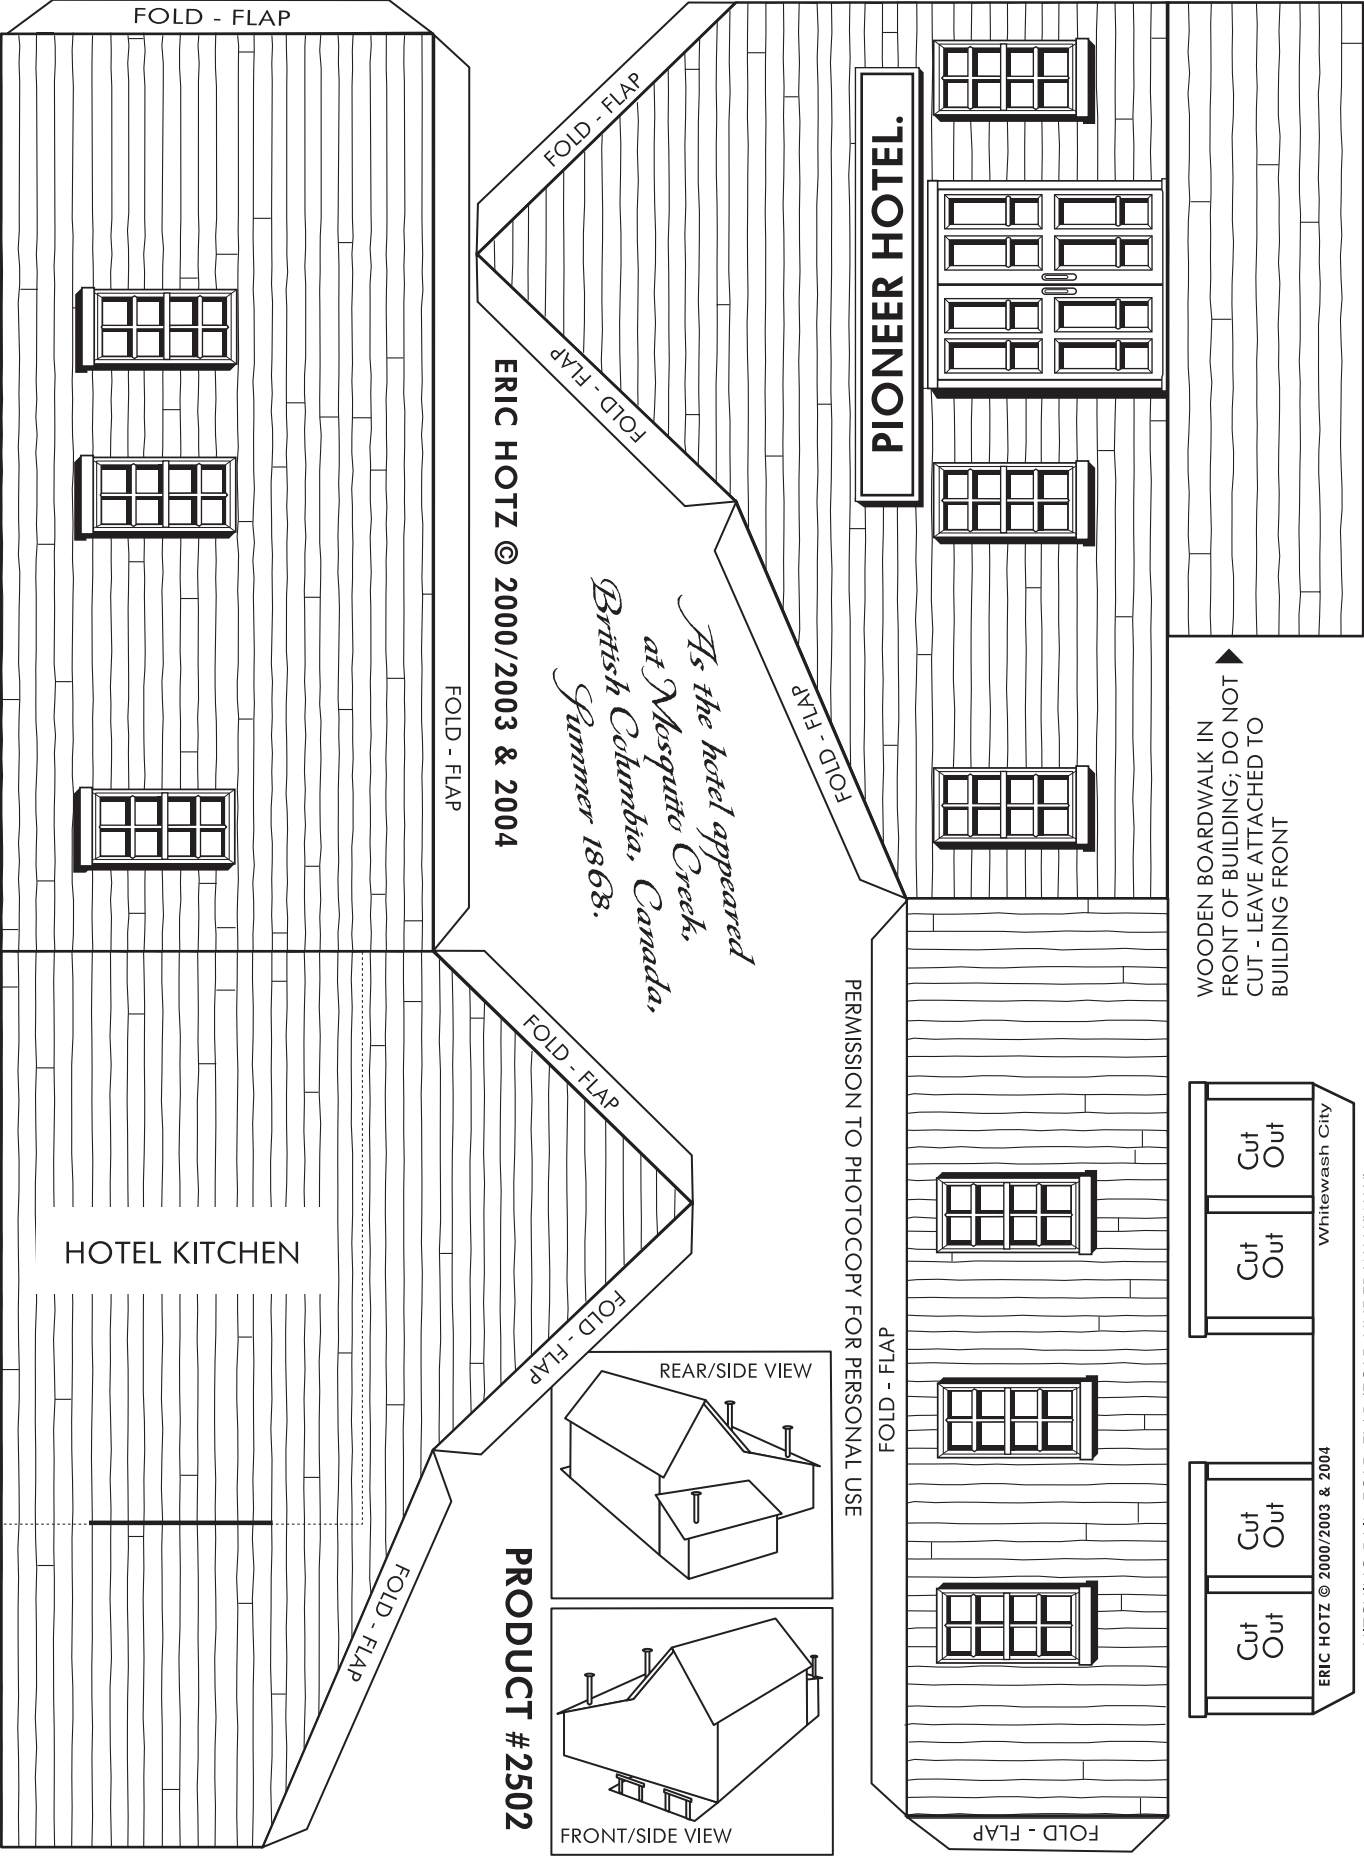 FOLD - FLAP
FOLD - FLAP
FOLD - FLAP
FOLD - FLAP
FOLD - FLAP
PIONEER HOTEL.
ERIC HOTZ © 2000/2003 & 2004
As the hotel appeared
at Mosquito Creek,
British Columbia, Canada,
Summer 1868.
WOODEN BOARDWALK IN
FRONT OF BUILDING; DO NOT
CUT - LEAVE ATTACHED TO
BUILDING FRONT
PERMISSION TO PHOTOCOPY FOR PERSONAL USE
FOLD - FLAP
FOLD - FLAP
FOLD - FLAP
FOLD - FLAP
FOLD - FLAP
HOTEL KITCHEN
REAR/SIDE VIEW
FRONT/SIDE VIEW
PRODUCT #2502
Whitewash City
Cut
Out
Cut
Out
Cut
Out
Cut
Out
ERIC HOTZ © 2000/2003 & 2004